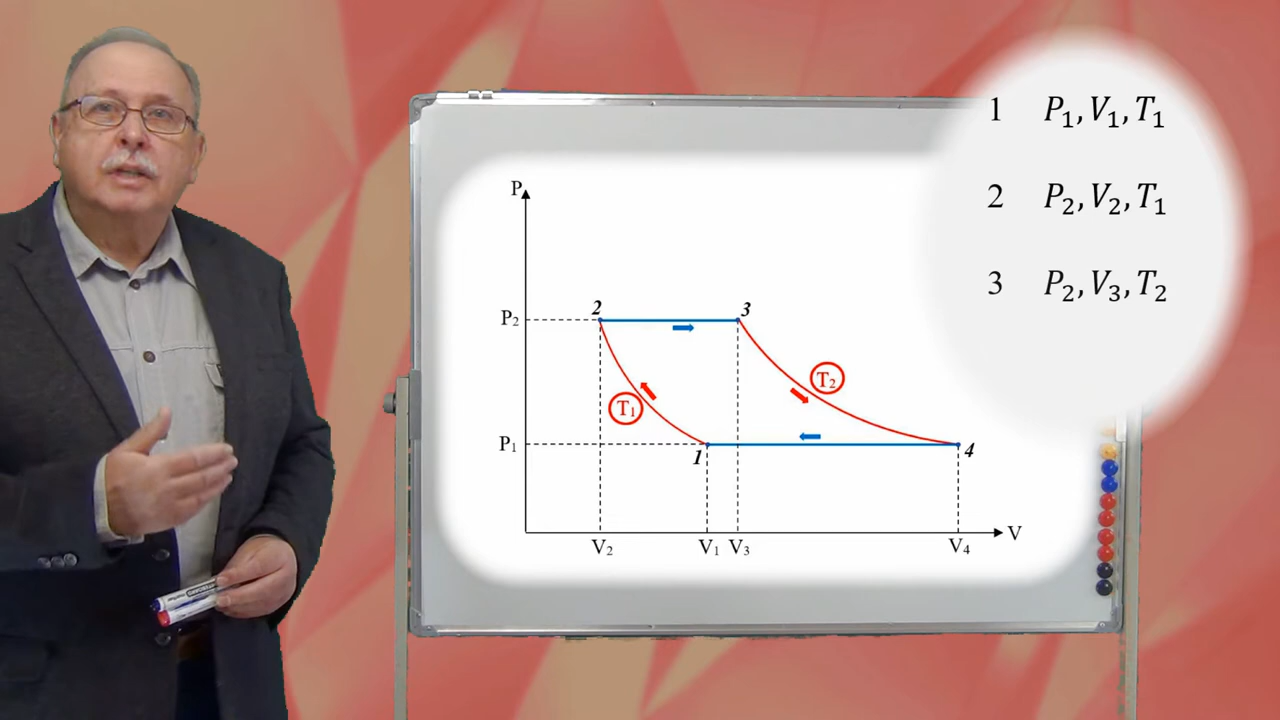 1 P₁, V₁, T₁
2 P₂, V₂, T₁
3 P₂, V₃, T₂
P
2
3
P₂
T₂
T₁
P₁
1
4
V
V₂
V₁
V₃
V₄